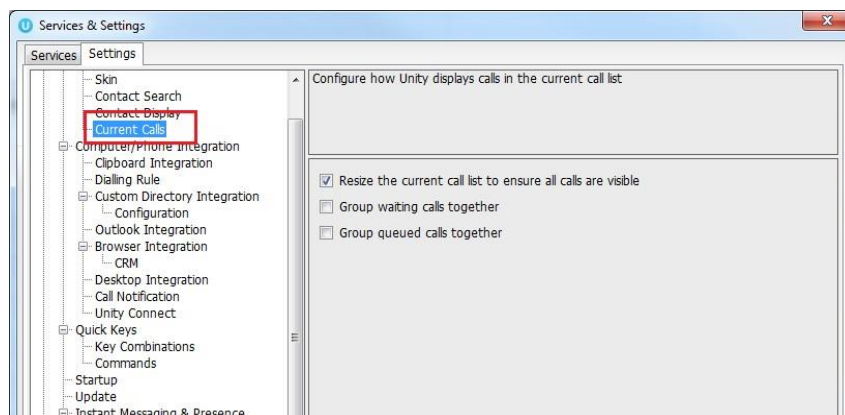 Services & Settings
x
Services Settings
Skin
Contact Search
Contact Display
Current Calls
Computer/Phone Integration
Clipboard Integration
Dialling Rule
Custom Directory Integration
Configuration
Outlook Integration
Browser Integration
CRM
Desktop Integration
Call Notification
Unity Connect
Quick Keys
Key Combinations
Commands
Startup
Update
Instant Messaging & Presence
Configure how Unity displays calls in the current call list
Resize the current call list to ensure all calls are visible
Group waiting calls together
Group queued calls together